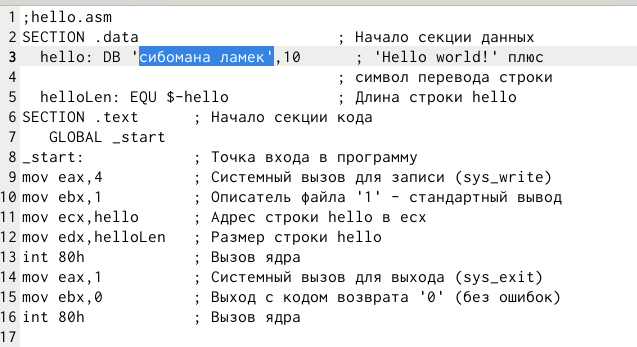 1 ;hello.asm
2 SECTION .data ; Начало секции данных
3 hello: DB 'сибомана ламек',10 ; 'Hello world!' плюс
4 ; символ перевода строки
5 helloLen: EQU $-hello ; Длина строки hello
6 SECTION .text ; Начало секции кода
7 GLOBAL _start
8 _start: ; Точка входа в программу
9 mov eax,4 ; Системный вызов для записи (sys_write)
10 mov ebx,1 ; Описатель файла '1' - стандартный вывод
11 mov ecx,hello ; Адрес строки hello в ecx
12 mov edx,helloLen ; Размер строки hello
13 int 80h ; Вызов ядра
14 mov eax,1 ; Системный вызов для выхода (sys_exit)
15 mov ebx,0 ; Выход с кодом возврата '0' (без ошибок)
16 int 80h ; Вызов ядра
17